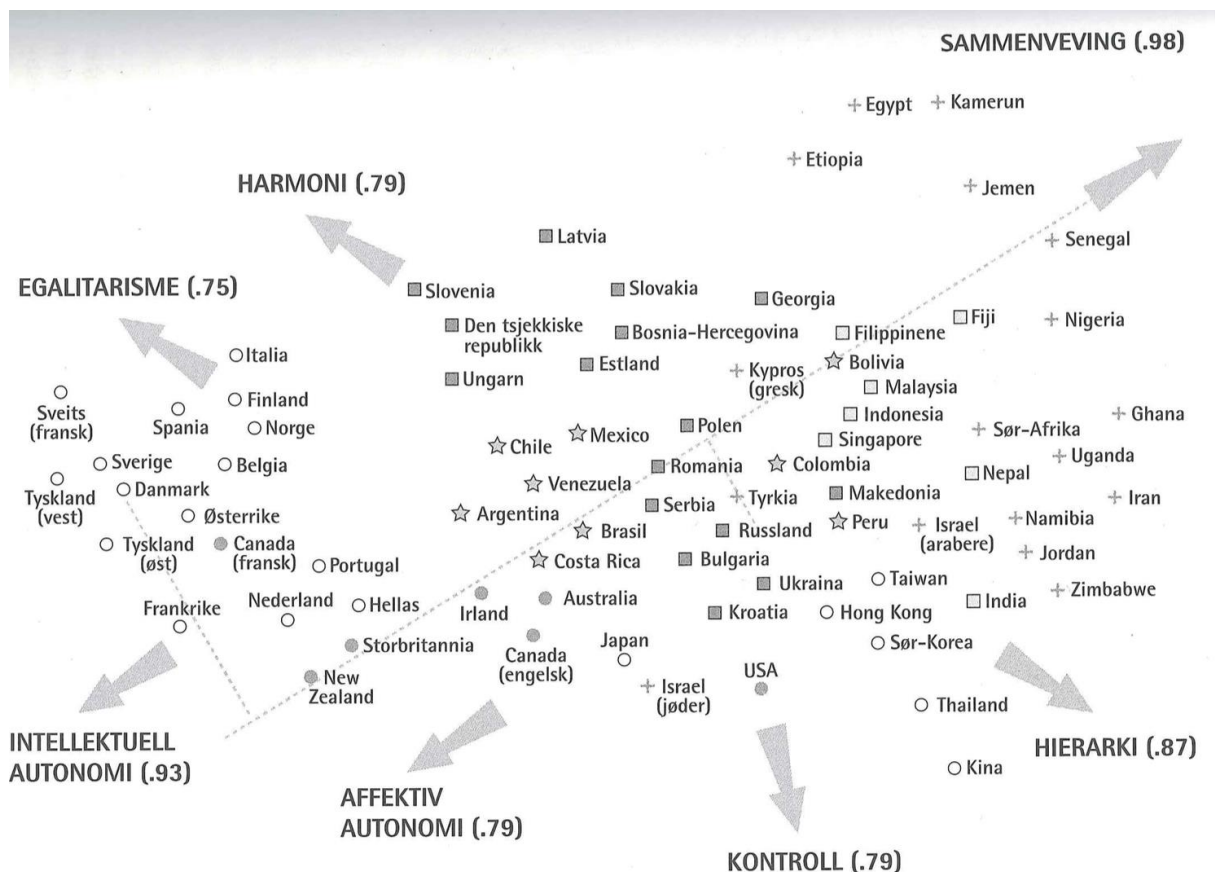 SAMMENVEVING (.98)
Egypt
Kamerun
Etiopia
HARMONI (.79)
Jemen
Latvia
Senegal
EGALITARISME (.75)
Slovenia
Slovakia
Georgia
Den tsjekkiske
republikk
Bosnia-Hercegovina
Filippinene
Fiji
Nigeria
Italia
Estland
Kypros
(gresk)
Bolivia
Ungarn
Malaysia
Sveits
(fransk)
Spania
Finland
Norge
Chile
Mexico
Polen
Indonesia
Singapore
Sør-Afrika
Ghana
Sverige
Belgia
Romania
Colombia
Nepal
Uganda
Tyskland
(vest)
Danmark
Venezuela
Tyrkia
Makedonia
Iran
Østerrike
Argentina
Serbia
Brasil
Russland
Peru
Israel
(arabere)
Namibia
Tyskland
(øst)
Canada
(fransk)
Portugal
Costa Rica
Bulgaria
Jordan
Ukraina
Taiwan
Zimbabwe
Frankrike
Nederland
Hellas
Irland
Australia
Kroatia
Hong Kong
India
Storbritannia
Canada
(engelsk)
Japan
Sør-Korea
New
Zealand
Israel
(jøder)
USA
Thailand
INTELLEKTUELL
AUTONOMI (.93)
HIERARKI (.87)
Kina
AFFEKTIV
AUTONOMI (.79)
KONTROLL (.79)